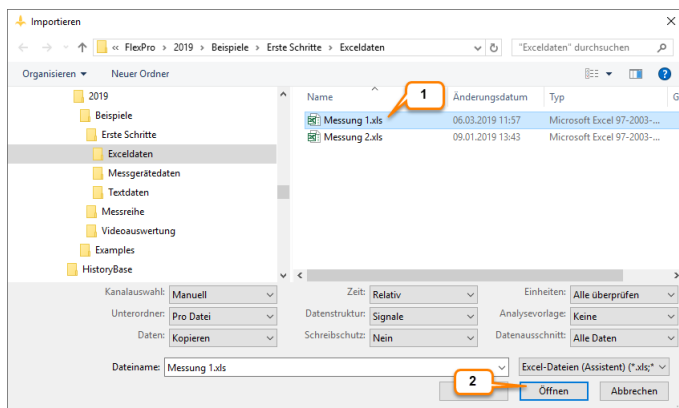 Importieren
« FlexPro > 2019 > Beispiele > Erste Schritte > Exceldaten
"Exceldaten" durchsuchen
Organisieren
Neuer Ordner
2019
Beispiele
Erste Schritte
Exceldaten
Messgerätedaten
Textdaten
Messreihe
Videoauswertung
Examples
HistoryBase
Name Änderungsdatum Typ G
1
Messung 1.xls 06.03.2019 11:57 Microsoft Excel 97-2003-...
Messung 2.xls 09.01.2019 13:43 Microsoft Excel 97-2003-...
Kanalauswahl: Manuell Zeit: Relativ Einheiten: Alle überprüfen
Unterordner: Pro Datei Datenstruktur: Signale Analysevorlage: Keine
Daten: Kopieren Schreibschutz: Nein Datenausschnitt: Alle Daten
Dateiname: Messung 1.xls Excel-Dateien (Assistent) (*.xls;*
2
Öffnen Abbrechen